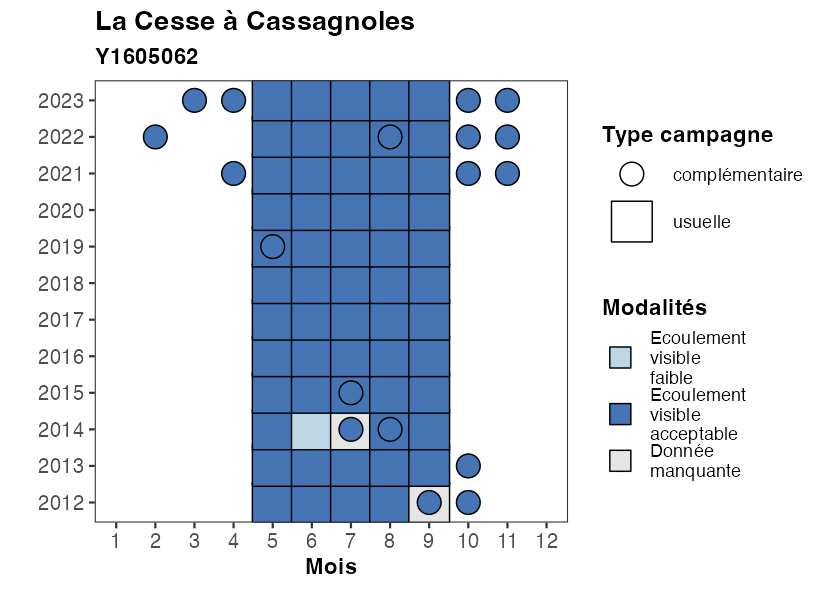 La Cesse à Cassagnoles
Y1605062
2023
2022
2021
2020
2019
2018
2017
2016
2015
2014
2013
2012
1 2 3 4 5 6 7 8 9 10 11 12
Mois
Type campagne
complémentaire
usuelle
Modalités
Ecoulement
visible
faible
Ecoulement
visible
acceptable
Donnée
manquante